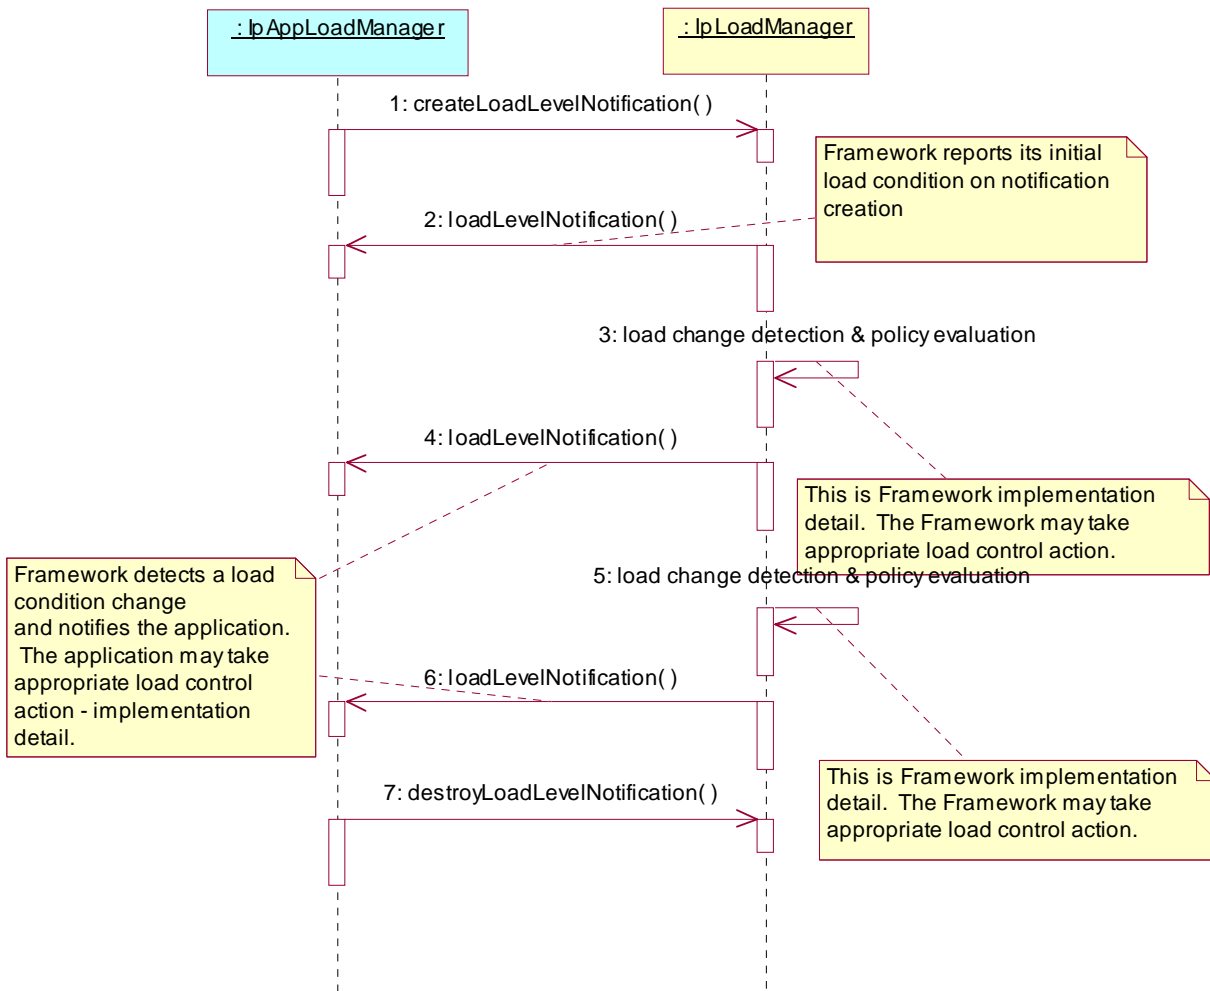 : IpAppLoadManager
: IpLoadManager
1: createLoadLevelNotification( )
Framework reports its initial
load condition on notification
creation
2: loadLevelNotification( )
3: load change detection & policy evaluation
4: loadLevelNotification( )
This is Framework implementation
detail.  The Framework may take
appropriate load control action.
Framework detects a load
condition change
and notifies the application.
The application may take
appropriate load control
action - implementation
detail.
5: load change detection & policy evaluation
6: loadLevelNotification( )
This is Framework implementation
detail.  The Framework may take
appropriate load control action.
7: destroyLoadLevelNotification( )